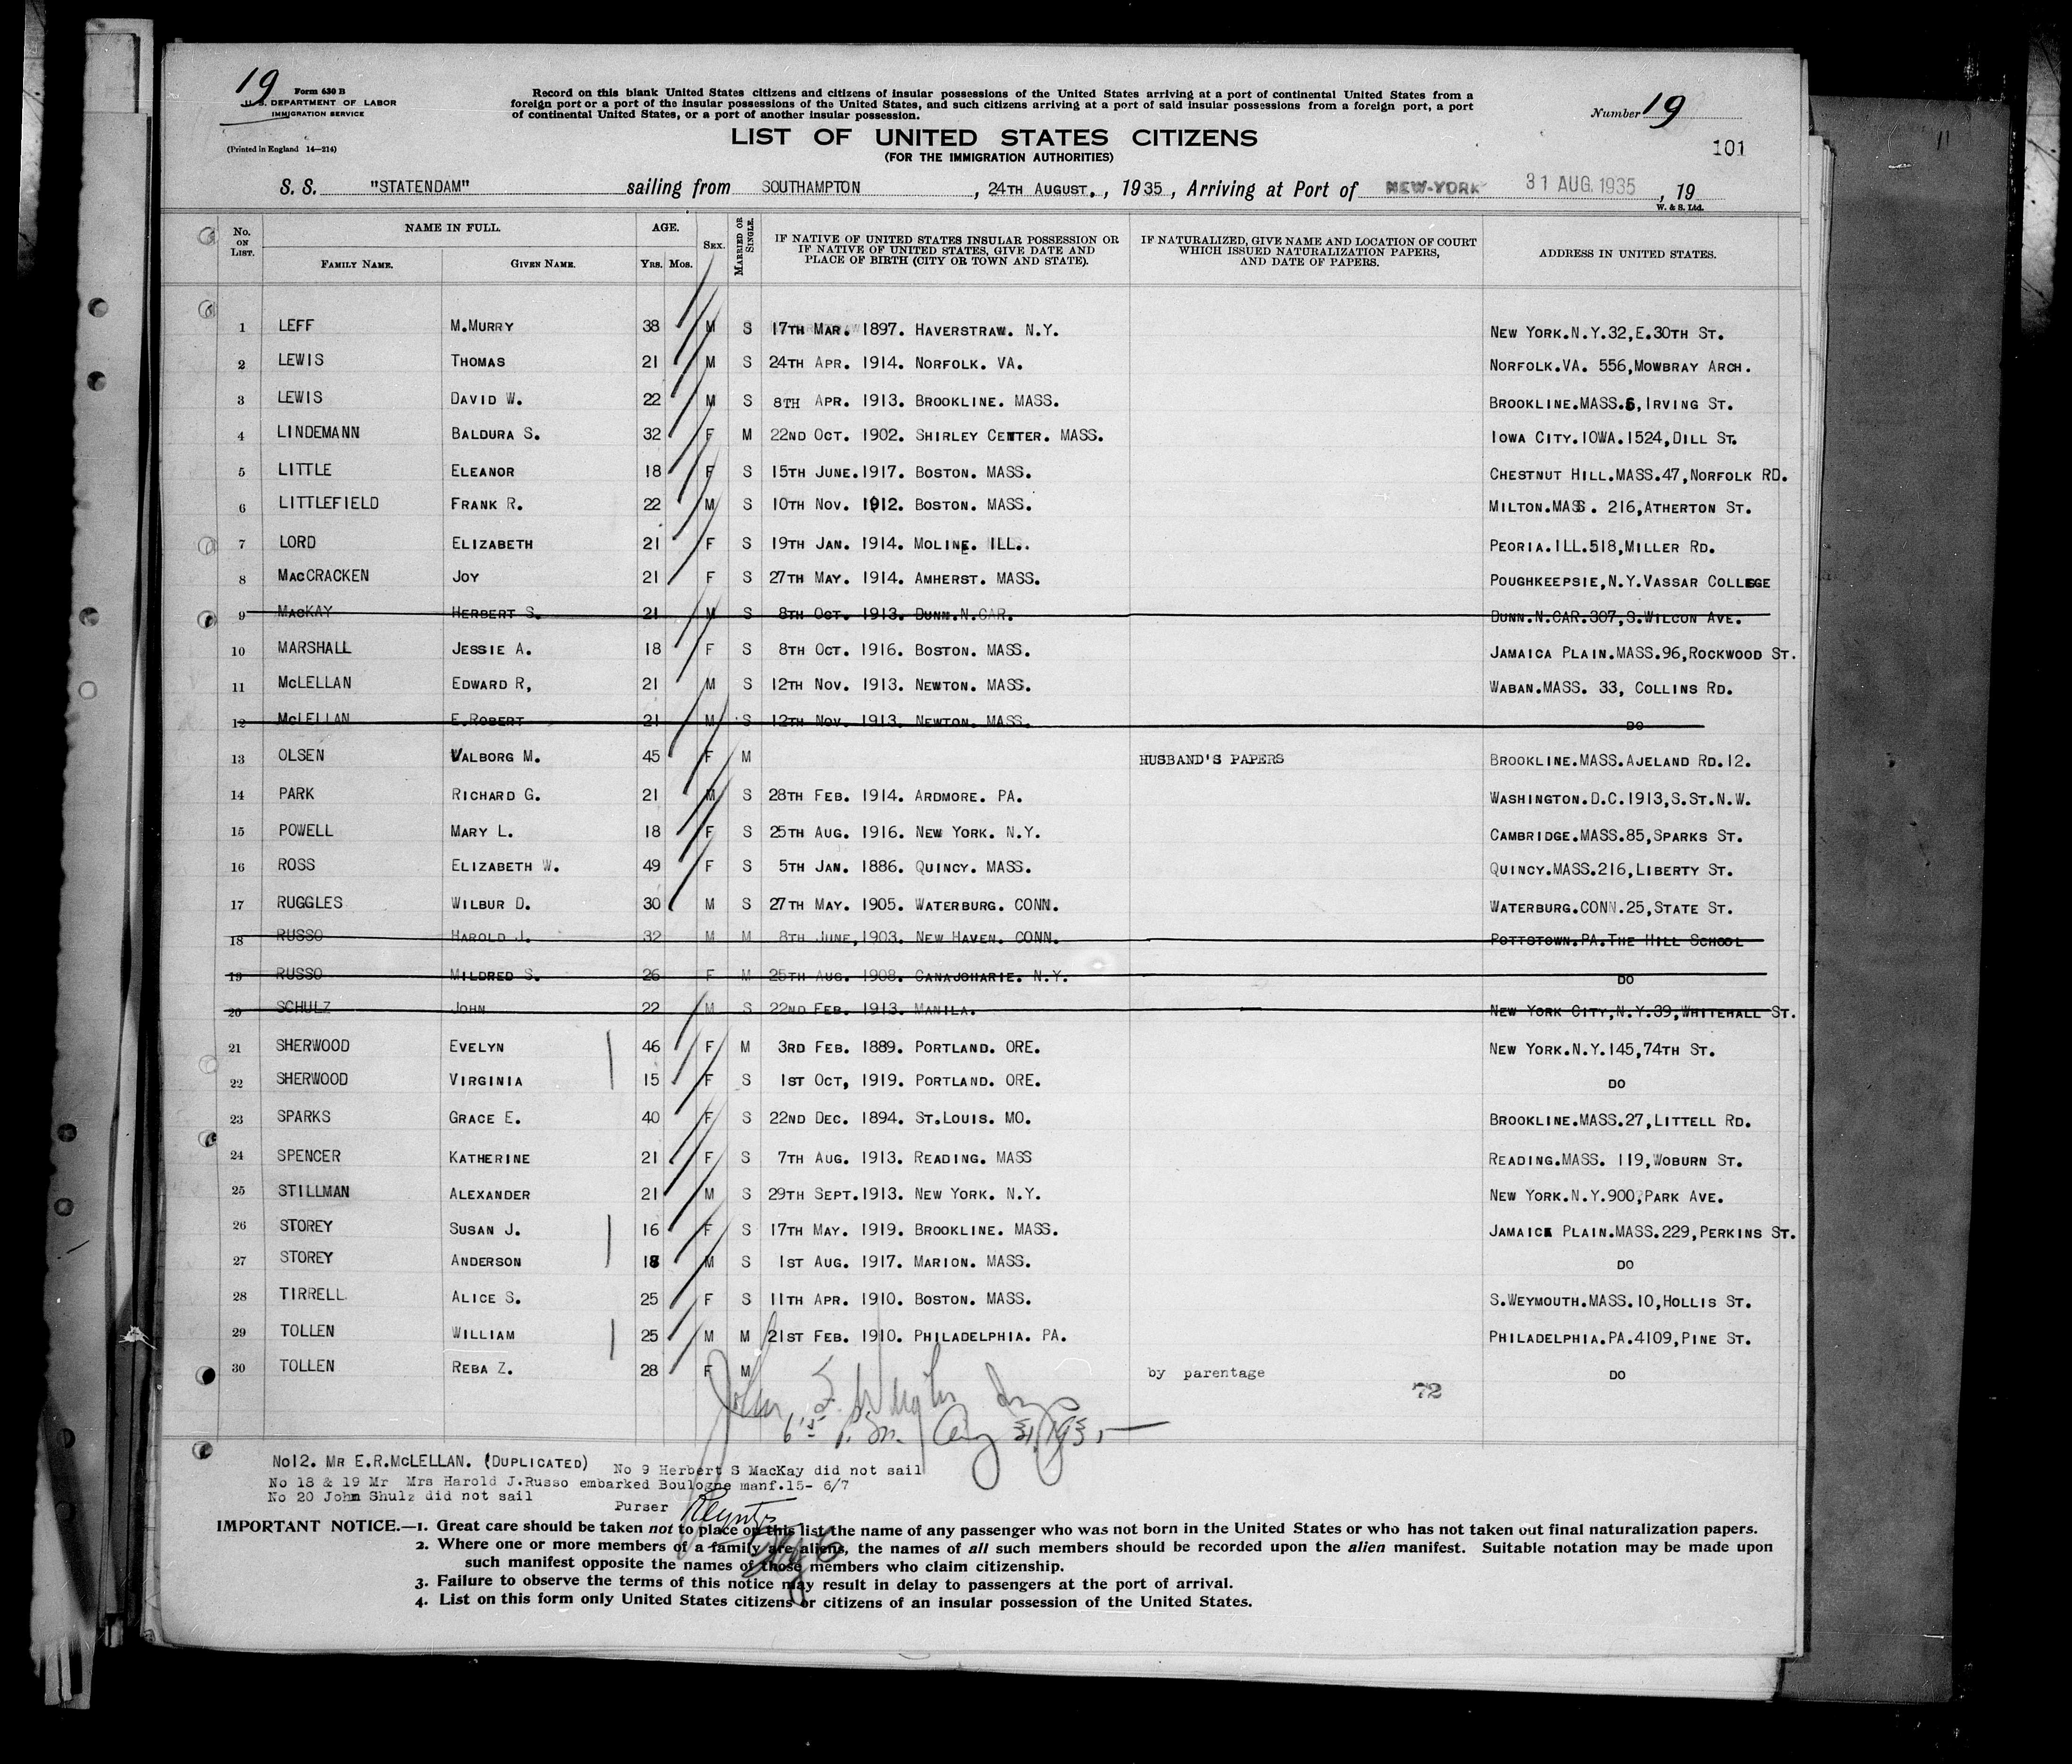 19
Form 630 B
U. S. DEPARTMENT OF LABOR
IMMIGRATION SERVICE
(Printed in England 14—214)
Record on this blank United States citizens and citizens of insular possessions of the United States arriving at a port of continental United States from a
foreign port or a port of the insular possessions of the United States, and such citizens arriving at a port of said insular possessions from a foreign port, a port
of continental United States, or a port of another insular possession.
Number 19
LIST OF UNITED STATES CITIZENS
(FOR THE IMMIGRATION AUTHORITIES)
101
S. S. "STATENDAM" sailing from SOUTHAMPTON, 24TH AUGUST., 1935, Arriving at Port of NEW-YORK 31 AUG. 1935, 19
W. & S. Ltd.
No. ON LIST. NAME IN FULL. FAMILY NAME. GIVEN NAME. AGE. YRS. MOS. SEX. MARRIED OR SINGLE. IF NATIVE OF UNITED STATES INSULAR POSSESSION OR IF NATIVE OF UNITED STATES, GIVE DATE AND PLACE OF BIRTH (CITY OR TOWN AND STATE). IF NATURALIZED, GIVE NAME AND LOCATION OF COURT WHICH ISSUED NATURALIZATION PAPERS, AND DATE OF PAPERS. ADDRESS IN UNITED STATES.
1 LEFF M.MURRY 38 M S 17TH MAR. 1897. HAVERSTRAW. N.Y. NEW YORK.N.Y.32,E.30TH ST.
2 LEWIS THOMAS 21 M S 24TH APR. 1914. NORFOLK. VA. NORFOLK.VA. 556,MOWBRAY ARCH.
3 LEWIS DAVID W. 22 M S 8TH APR. 1913. BROOKLINE. MASS. BROOKLINE.MASS.6,IRVING ST.
4 LINDEMANN BALDURA S. 32 F M 22ND OCT. 1902. SHIRLEY CENTER. MASS. IOWA CITY.IOWA.1524,DILL ST.
5 LITTLE ELEANOR 18 F S 15TH JUNE.1917. BOSTON. MASS. CHESTNUT HILL.MASS.47,NORFOLK RD.
6 LITTLEFIELD FRANK R. 22 M S 10TH NOV. 1912. BOSTON. MASS. MILTON.MASS. 216,ATHERTON ST.
7 LORD ELIZABETH 21 F S 19TH JAN. 1914. MOLINE. ILL.. PEORIA.ILL.518,MILLER RD.
8 MACCRACKEN JOY 21 F S 27TH MAY. 1914. AMHERST. MASS. POUGHKEEPSIE,N.Y.VASSAR COLLEGE
9 MACKAY HERBERT S. 21 M S 8TH OCT. 1913. DUNN.N.CAR. DUNN.N.CAR.307,S.WILCON AVE.
10 MARSHALL JESSIE A. 18 F S 8TH OCT. 1916. BOSTON. MASS. JAMAICA PLAIN.MASS.96,ROCKWOOD ST.
11 McLELLAN EDWARD R, 21 M S 12TH NOV. 1913. NEWTON. MASS. WABAN.MASS. 33, COLLINS RD.
12 McLELLAN E.ROBERT 21 M S 12TH NOV. 1913. NEWTON. MASS. DO
13 OLSEN VALBORG M. 45 F M HUSBAND'S PAPERS BROOKLINE.MASS.AJELAND RD.12.
14 PARK RICHARD G. 21 M S 28TH FEB. 1914. ARDMORE. PA. WASHINGTON.D.C.1913,S.ST.N.W.
15 POWELL MARY L. 18 F S 25TH AUG. 1916. NEW YORK. N.Y. CAMBRIDGE.MASS.85,SPARKS ST.
16 ROSS ELIZABETH W. 49 F S 5TH JAN. 1886. QUINCY. MASS. QUINCY.MASS.216,LIBERTY ST.
17 RUGGLES WILBUR D. 30 M S 27TH MAY. 1905. WATERBURG. CONN. WATERBURG.CONN.25,STATE ST.
18 RUSSO HAROLD J. 32 M M 8TH JUNE,1903. NEW HAVEN. CONN. POTTSTOWN.PA.THE HILL SCHOOL
19 RUSSO MILDRED S. 26 F M 25TH AUG. 1908. CANAJOHARIE. N.Y. DO
20 SCHULZ JOHN 22 M S 22ND FEB. 1913. MANILA. NEW YORK CITY,N.Y.39,WHITEHALL ST.
21 SHERWOOD EVELYN 46 F M 3RD FEB. 1889. PORTLAND. ORE. NEW YORK.N.Y.145,74TH ST.
22 SHERWOOD VIRGINIA 15 F S 1ST OCT, 1919. PORTLAND. ORE. DO
23 SPARKS GRACE E. 40 F S 22ND DEC. 1894. ST.LOUIS. MO. BROOKLINE.MASS.27,LITTELL RD.
24 SPENCER KATHERINE 21 F S 7TH AUG. 1913. READING. MASS READING.MASS. 119,WOBURN ST.
25 STILLMAN ALEXANDER 21 M S 29TH SEPT.1913. NEW YORK. N.Y. NEW YORK.N.Y.900,PARK AVE.
26 STOREY SUSAN J. 16 F S 17TH MAY. 1919. BROOKLINE. MASS. JAMAICA PLAIN.MASS.229,PERKINS ST.
27 STOREY ANDERSON 18 M S 1ST AUG. 1917. MARION. MASS. DO
28 TIRRELL ALICE S. 25 F S 11TH APR. 1910. BOSTON. MASS. S.WEYMOUTH.MASS.10,HOLLIS ST.
29 TOLLEN WILLIAM 25 M M 21ST FEB. 1910. PHILADELPHIA. PA. PHILADELPHIA.PA.4109,PINE ST.
30 TOLLEN REBA Z. 28 F M by parentage DO
72
John
Aug 31, 1935
No12. MR E.R.McLELLAN. (DUPLICATED) No 9 Herbert S MacKay did not sail
No 18 & 19 Mr Mrs Harold J.Russo embarked Boulogne manf.15- 6/7
No 20 John Shulz did not sail
Purser
IMPORTANT NOTICE.—1. Great care should be taken not to place on this list the name of any passenger who was not born in the United States or who has not taken out final naturalization papers.
2. Where one or more members of a family are aliens, the names of all such members should be recorded upon the alien manifest. Suitable notation may be made upon
such manifest opposite the names of those members who claim citizenship.
3. Failure to observe the terms of this notice may result in delay to passengers at the port of arrival.
4. List on this form only United States citizens or citizens of an insular possession of the United States.